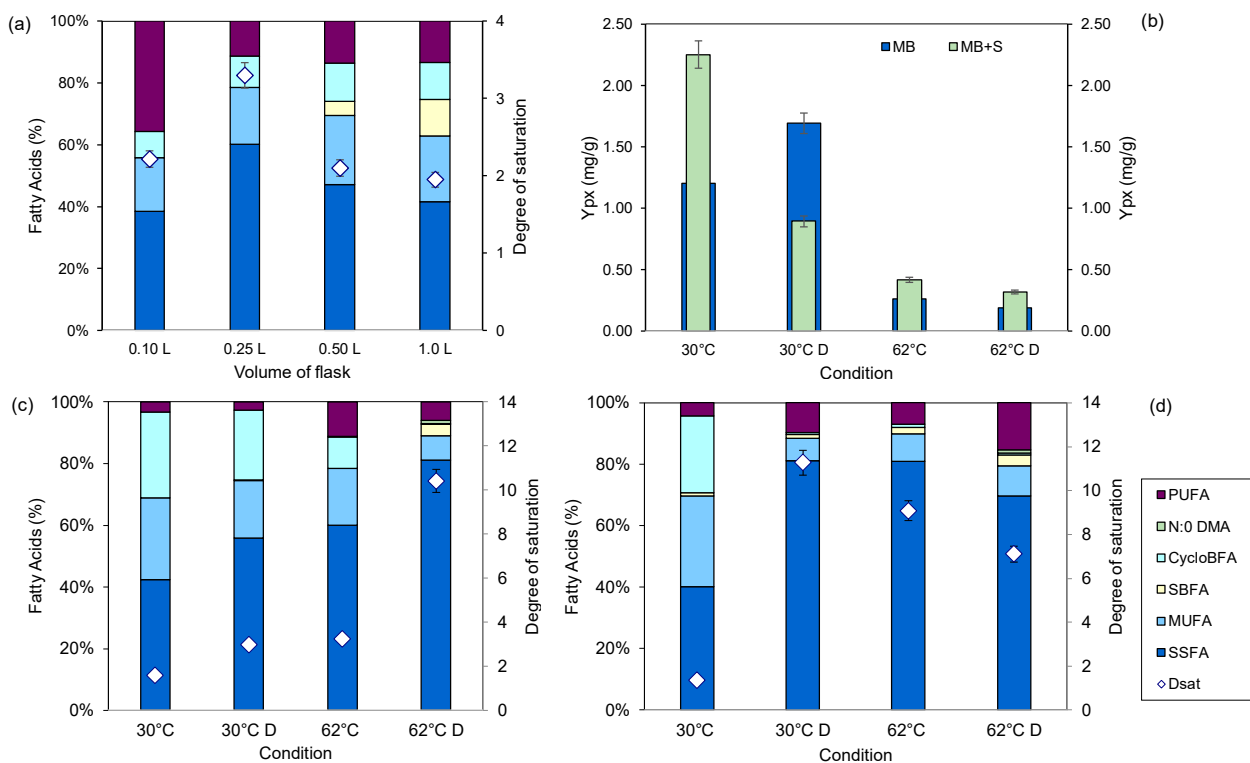 (a)
100%
80%
60%
40%
20%
0%
Fatty Acids (%)
4
3
2
1
0
Degree of saturation
0.10 L 0.25 L 0.50 L 1.0 L
Volume of flask
(b)
2.50
2.00
1.50
1.00
0.50
0.00
Ypx (mg/g)
MB MB+S
2.50
2.00
1.50
1.00
0.50
0.00
Ypx (mg/g)
30°C 30°C D 62°C 62°C D
Condition
(c)
100%
80%
60%
40%
20%
0%
Fatty Acids (%)
14
12
10
8
6
4
2
0
Degree of saturation
30°C 30°C D 62°C 62°C D
Condition
(d)
100%
80%
60%
40%
20%
0%
Fatty Acids (%)
14
12
10
8
6
4
2
0
Degree of saturation
30°C 30°C D 62°C 62°C D
Condition
PUFA
N:0 DMA
CycloBFA
SBFA
MUFA
SSFA
Dsat